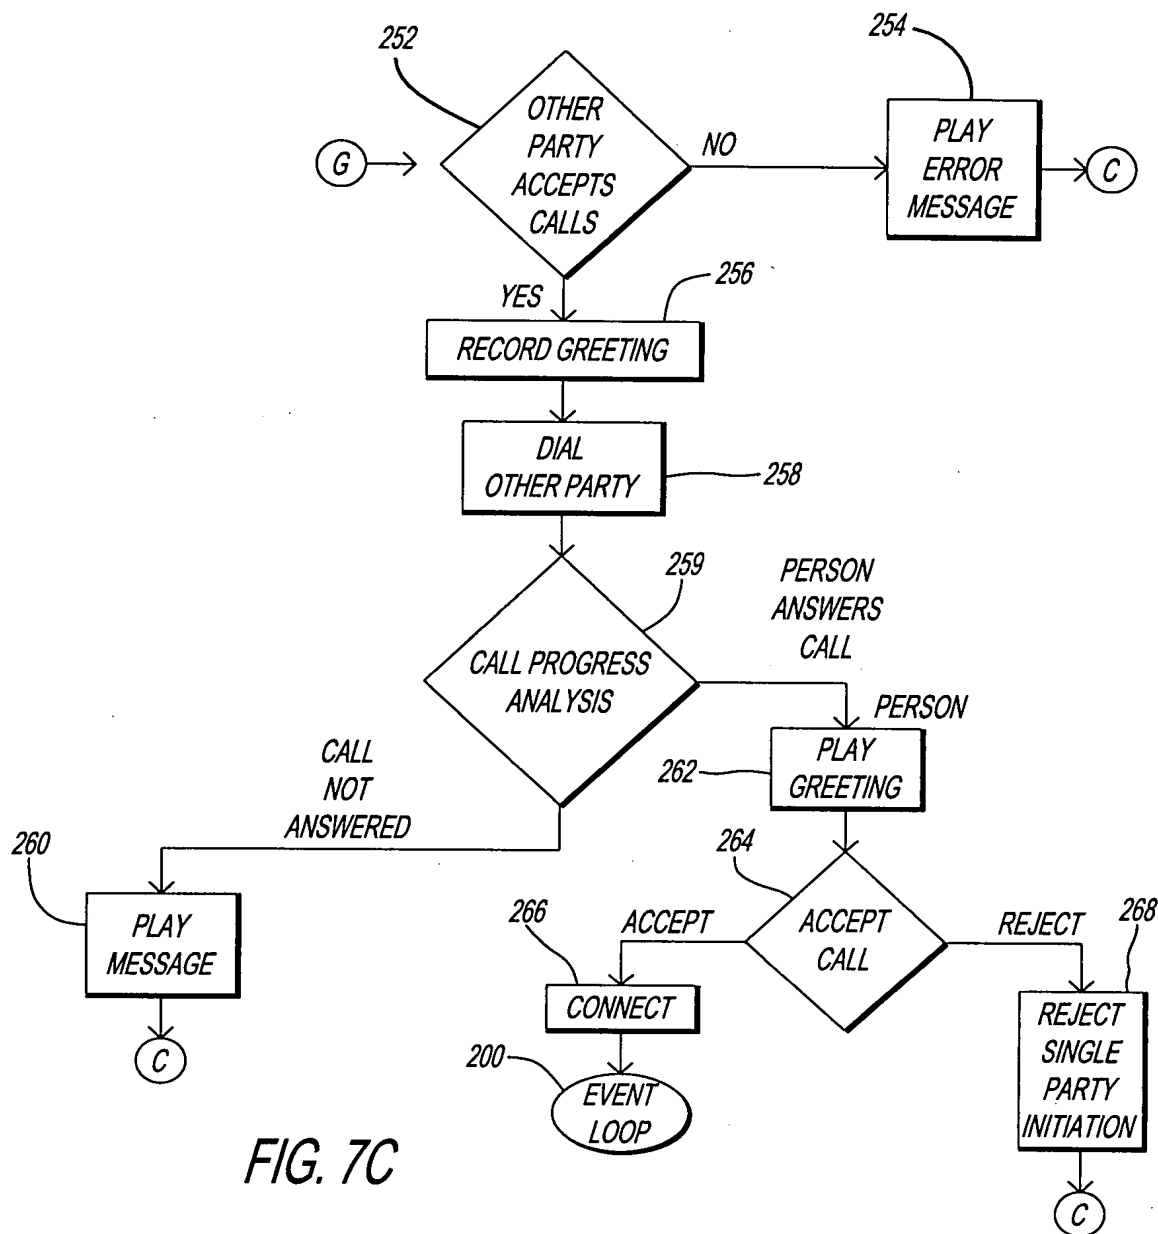 252
254
OTHER
PARTY
ACCEPTS
CALLS
G
NO
PLAY
ERROR
MESSAGE
C
YES
256
RECORD GREETING
DIAL
OTHER PARTY
258
259
CALL PROGRESS
ANALYSIS
PERSON
ANSWERS
CALL
PERSON
CALL
NOT
ANSWERED
262
PLAY
GREETING
260
PLAY
MESSAGE
C
264
ACCEPT
CALL
ACCEPT
REJECT
266
CONNECT
200
EVENT
LOOP
268
REJECT
SINGLE
PARTY
INITIATION
C
FIG. 7C